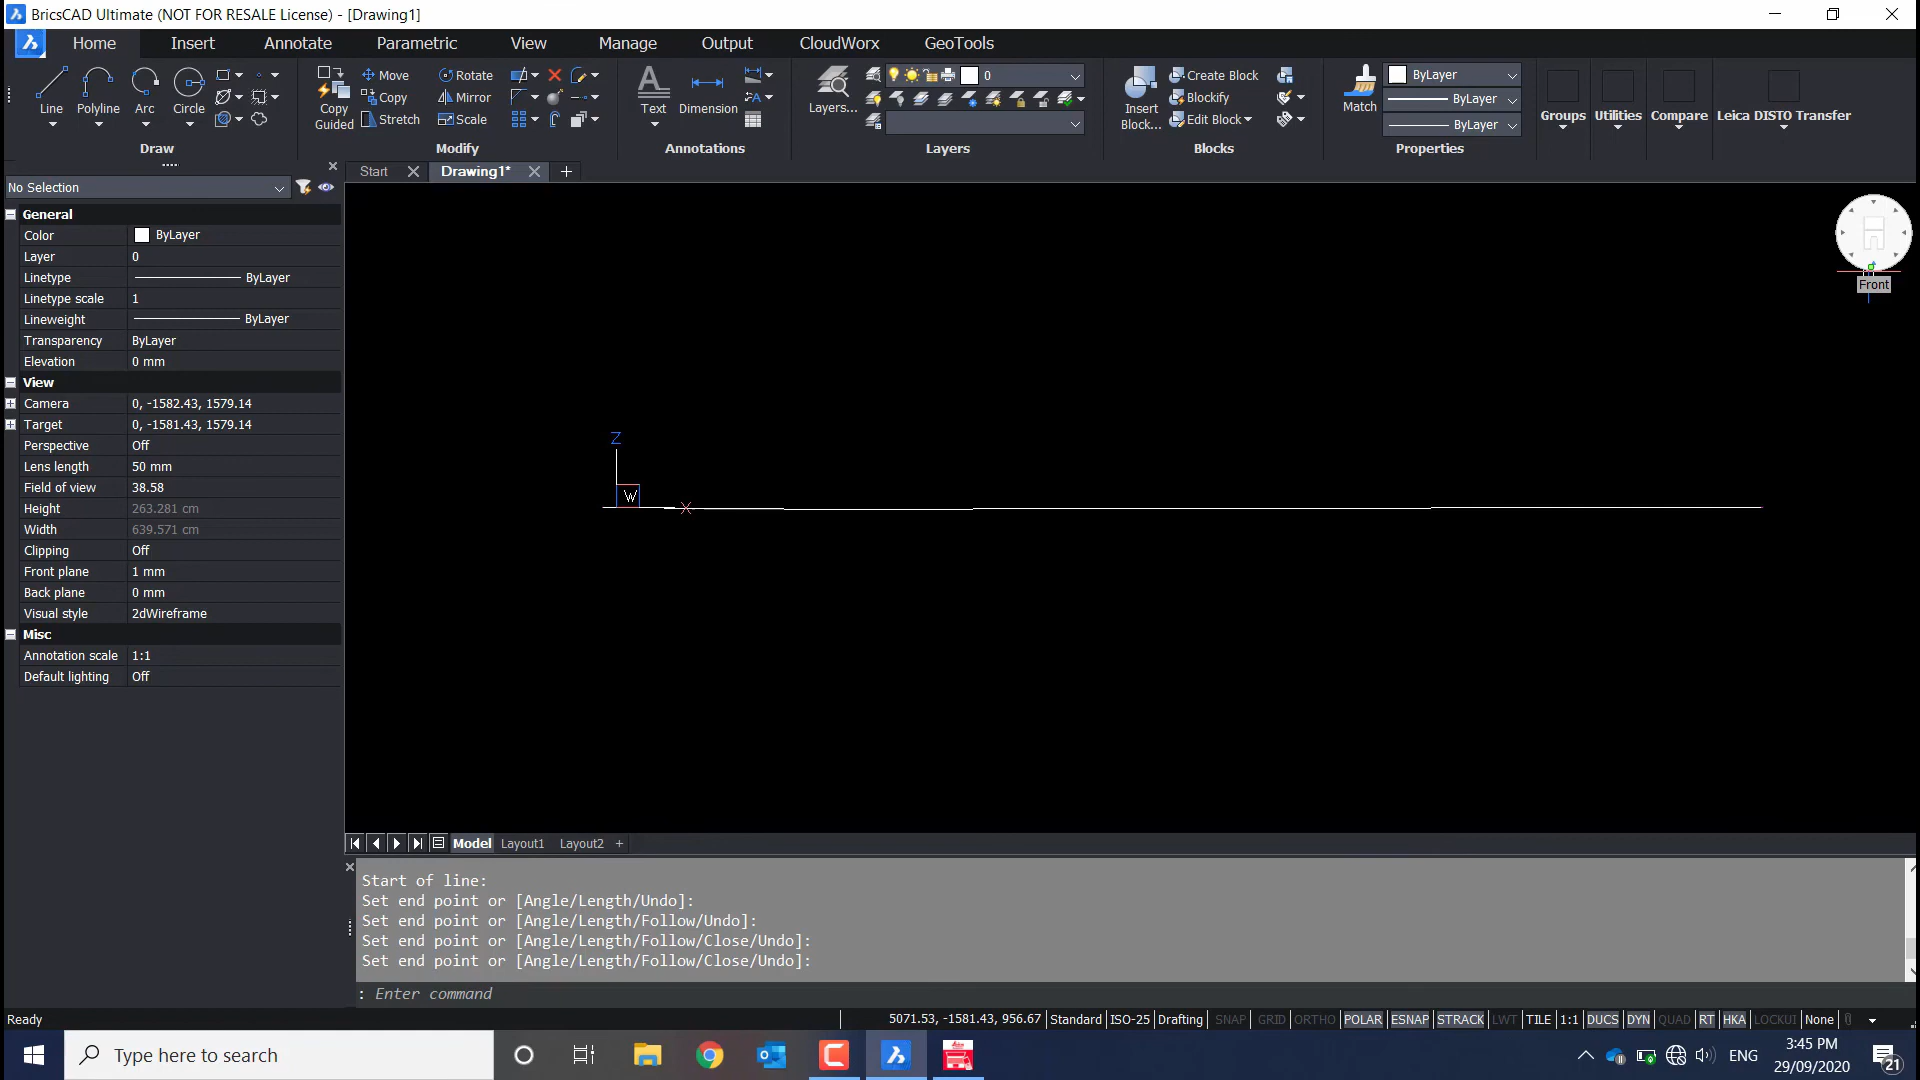 BricsCAD Ultimate (NOT FOR RESALE License) - [Drawing1]
Home Insert Annotate Parametric View Manage Output CloudWorx GeoTools
Line Polyline Arc Circle
Draw
Copy Guided
Move Rotate
Copy Mirror
Stretch Scale
Modify
Text Dimension
Annotations
Layers...
0
Layers
Insert Block...
Create Block
Blockify
Edit Block
Blocks
Match
ByLayer
ByLayer
ByLayer
Properties
Groups Utilities Compare Leica DISTO Transfer
Start Drawing1* +
No Selection
General
Color ByLayer
Layer 0
Linetype ByLayer
Linetype scale 1
Lineweight ByLayer
Transparency ByLayer
Elevation 0 mm
View
Camera 0, -1582.43, 1579.14
Target 0, -1581.43, 1579.14
Perspective Off
Lens length 50 mm
Field of view 38.58
Height 263.281 cm
Width 639.571 cm
Clipping Off
Front plane 1 mm
Back plane 0 mm
Visual style 2dWireframe
Misc
Annotation scale 1:1
Default lighting Off
Front
Z
W
X
Model Layout1 Layout2 +
Start of line:
Set end point or [Angle/Length/Undo]:
Set end point or [Angle/Length/Follow/Undo]:
Set end point or [Angle/Length/Follow/Close/Undo]:
Set end point or [Angle/Length/Follow/Close/Undo]:
: Enter command
Ready 5071.53, -1581.43, 956.67 Standard ISO-25 Drafting SNAP GRID ORTHO POLAR ESNAP STRACK LWT TILE 1:1 DUCS DYN QUAD RT HKA LOCKUI None
Type here to search
ENG
3:45 PM
29/09/2020
21